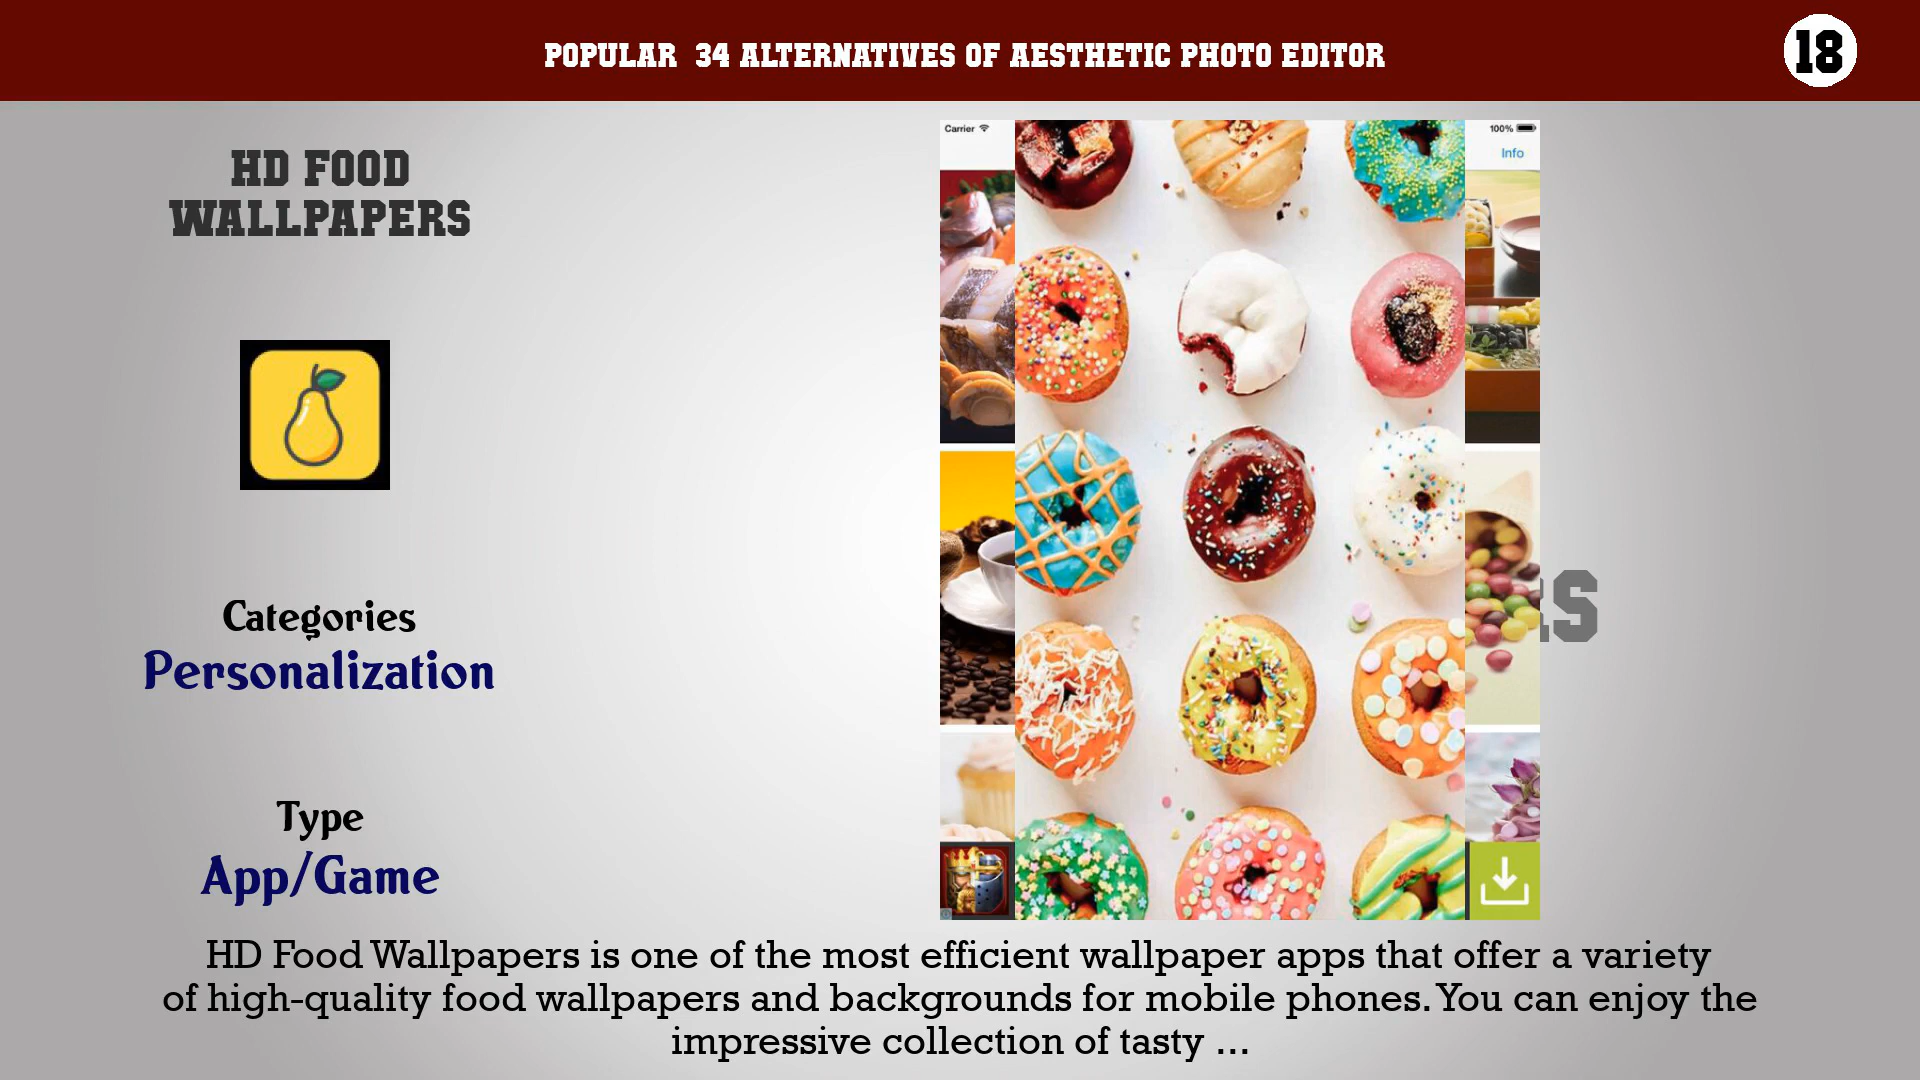 POPULAR 34 ALTERNATIVES OF AESTHETIC PHOTO EDITOR
18
HD FOOD
WALLPAPERS
Carrier
100%
Info
Categories
Personalization
Type
App/Game
HD Food Wallpapers is one of the most efficient wallpaper apps that offer a variety
of high-quality food wallpapers and backgrounds for mobile phones. You can enjoy the
impressive collection of tasty ...